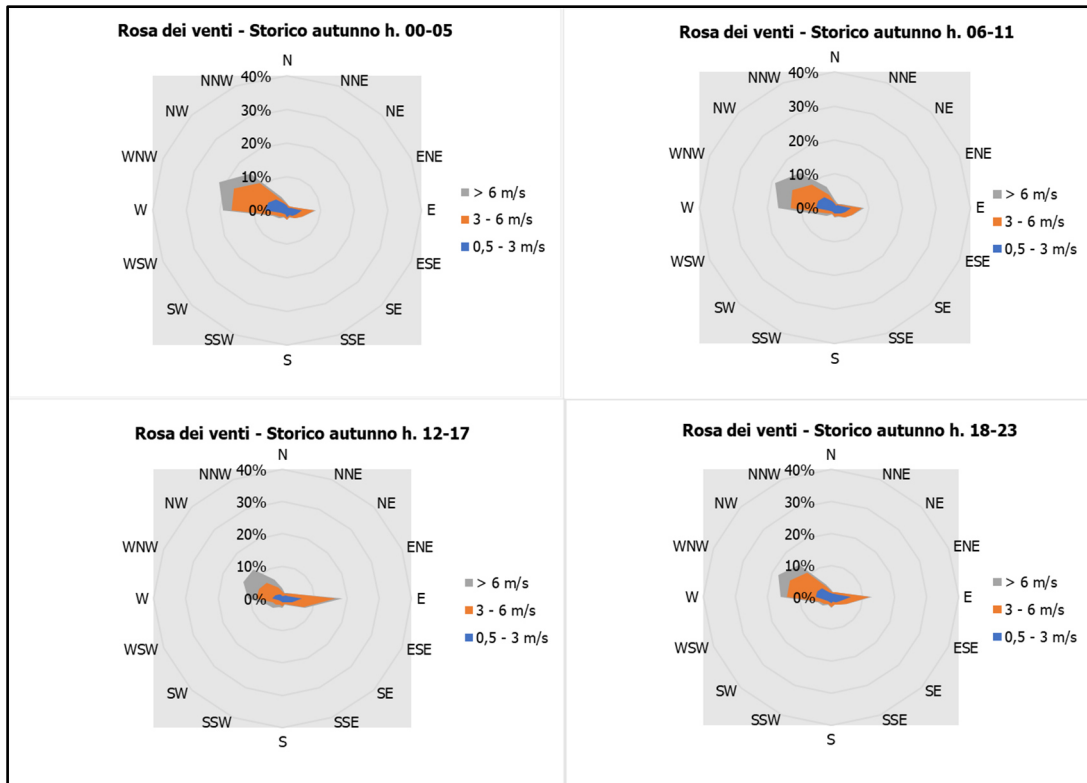 Rosa dei venti - Storico autunno h. 00-05
N
NNW
40%
NNE
NW
30%
NE
20%
WNW
ENE
10%
W
0%
E
WSW
ESE
SW
SE
SSW
SSE
S
> 6 m/s
3 - 6 m/s
0,5 - 3 m/s
Rosa dei venti - Storico autunno h. 06-11
N
NNW
40%
NNE
NW
30%
NE
20%
WNW
ENE
10%
W
0%
E
WSW
ESE
SW
SE
SSW
SSE
S
> 6 m/s
3 - 6 m/s
0,5 - 3 m/s
Rosa dei venti - Storico autunno h. 12-17
N
NNW
40%
NNE
NW
30%
NE
20%
WNW
ENE
10%
W
0%
E
WSW
ESE
SW
SE
SSW
SSE
S
> 6 m/s
3 - 6 m/s
0,5 - 3 m/s
Rosa dei venti - Storico autunno h. 18-23
N
NNW
40%
NNE
NW
30%
NE
20%
WNW
ENE
10%
W
0%
E
WSW
ESE
SW
SE
SSW
SSE
S
> 6 m/s
3 - 6 m/s
0,5 - 3 m/s